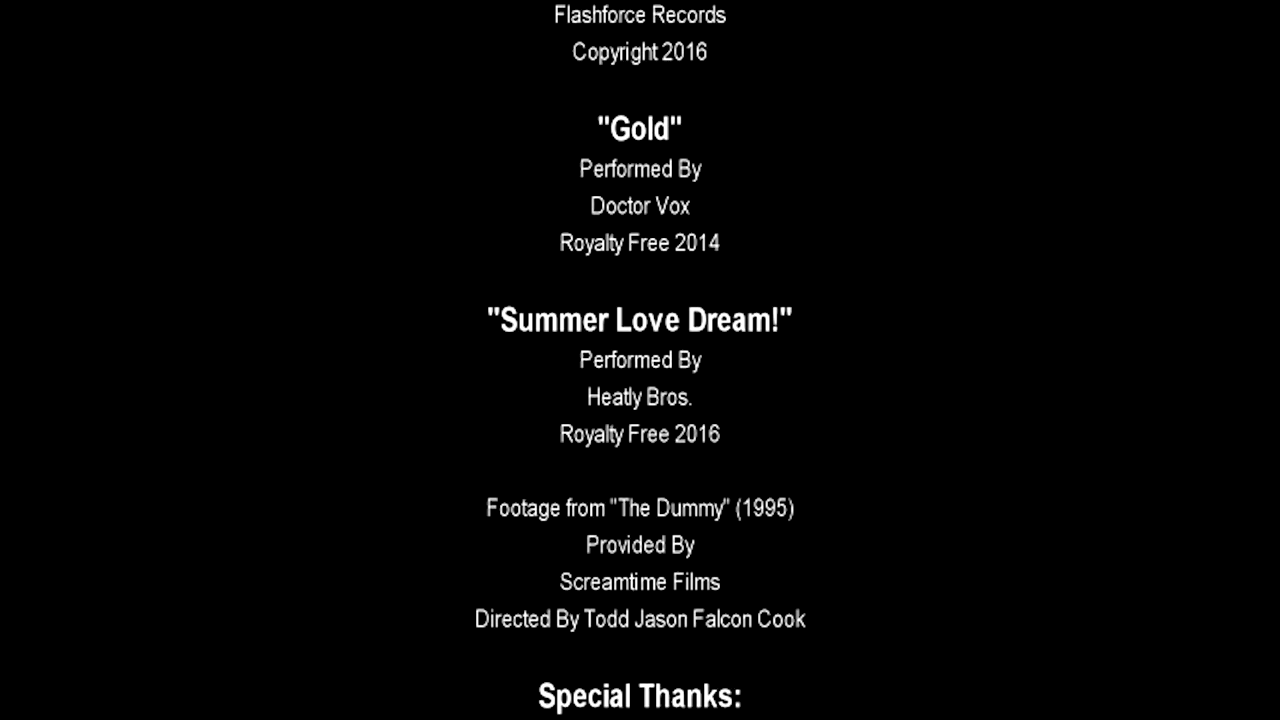 Flashforce Records
Copyright 2016
"Gold"
Performed By
Doctor Vox
Royalty Free 2014
"Summer Love Dream!"
Performed By
Heatly Bros.
Royalty Free 2016
Footage from "The Dummy" (1995)
Provided By
Screamtime Films
Directed By Todd Jason Falcon Cook
Special Thanks: